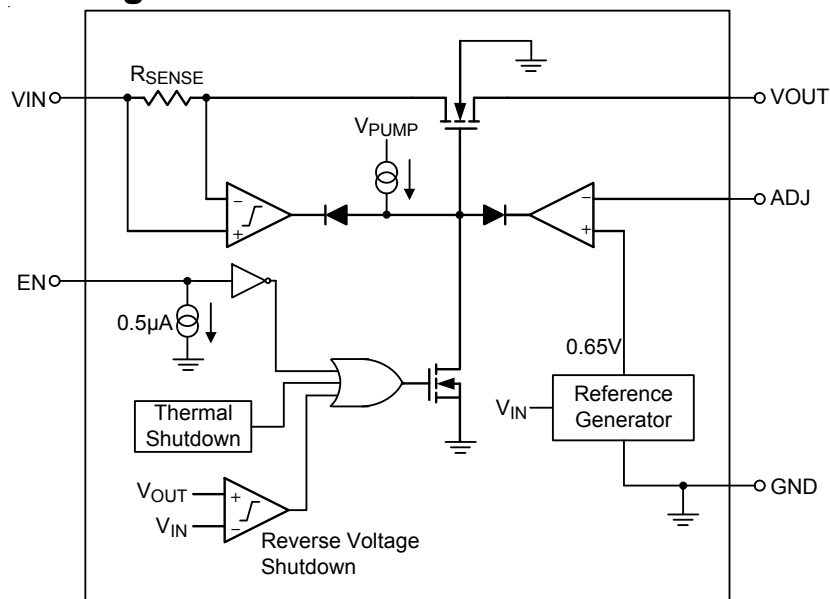 RSENSE
VIN
VOUT
VPUMP
ADJ
−
+
−
+
EN
0.5µA
0.65V
Thermal
Shutdown
VIN
Reference
Generator
VOUT
+
VIN
−
GND
Reverse Voltage
Shutdown